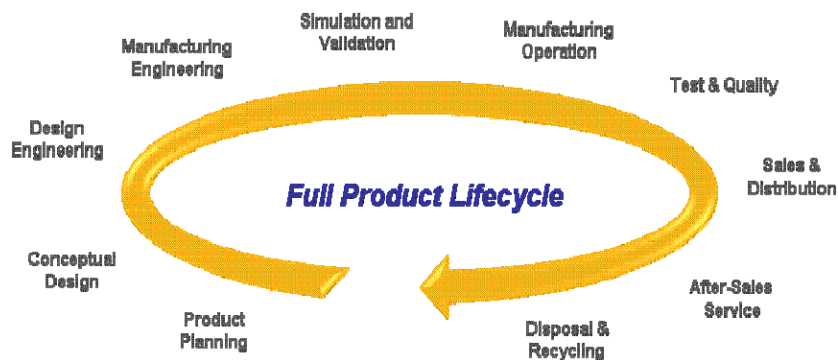 Simulation and
Validation
Manufacturing
Operation
Manufacturing
Engineering
Test & Quality
Design
Engineering
Sales &
Distribution
Full Product Lifecycle
Conceptual
Design
After-Sales
Service
Product
Planning
Disposal &
Recycling